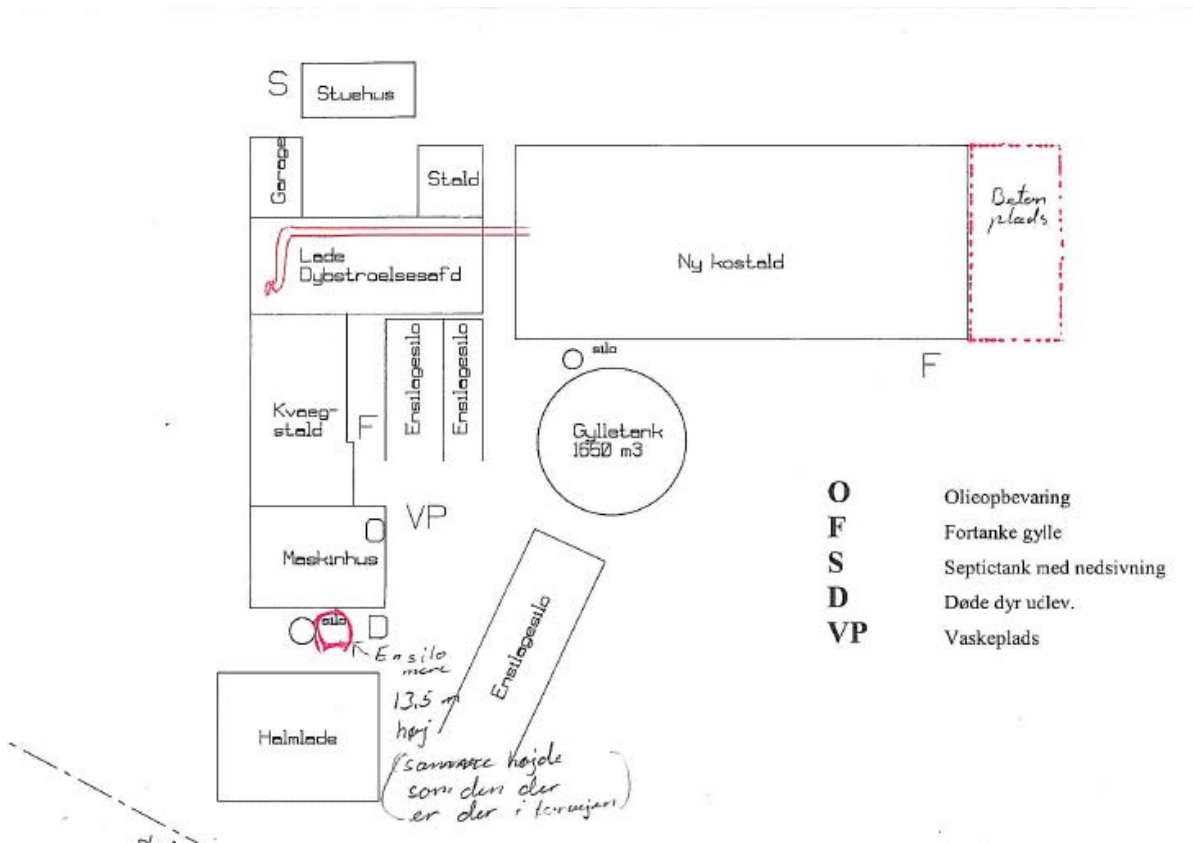 S
Stuehus
Garage
Stald
Beton
plads
Lade
Dybstroelsesafd
Ny kostald
silo
F
Ensilagesilo
Ensilagesilo
Kvaeg-
stald
F
Gylletank
1650 m3
O
VP
Maskinhus
silo
D
En silo
mere
13,5 m
høj
(samme højde
som den der
er der i forvejen)
Ensilagesilo
Halmlade
O Olieopbevaring
F Fortanke gylle
S Septictank med nedsivning
D Døde dyr udlev.
VP Vaskeplads